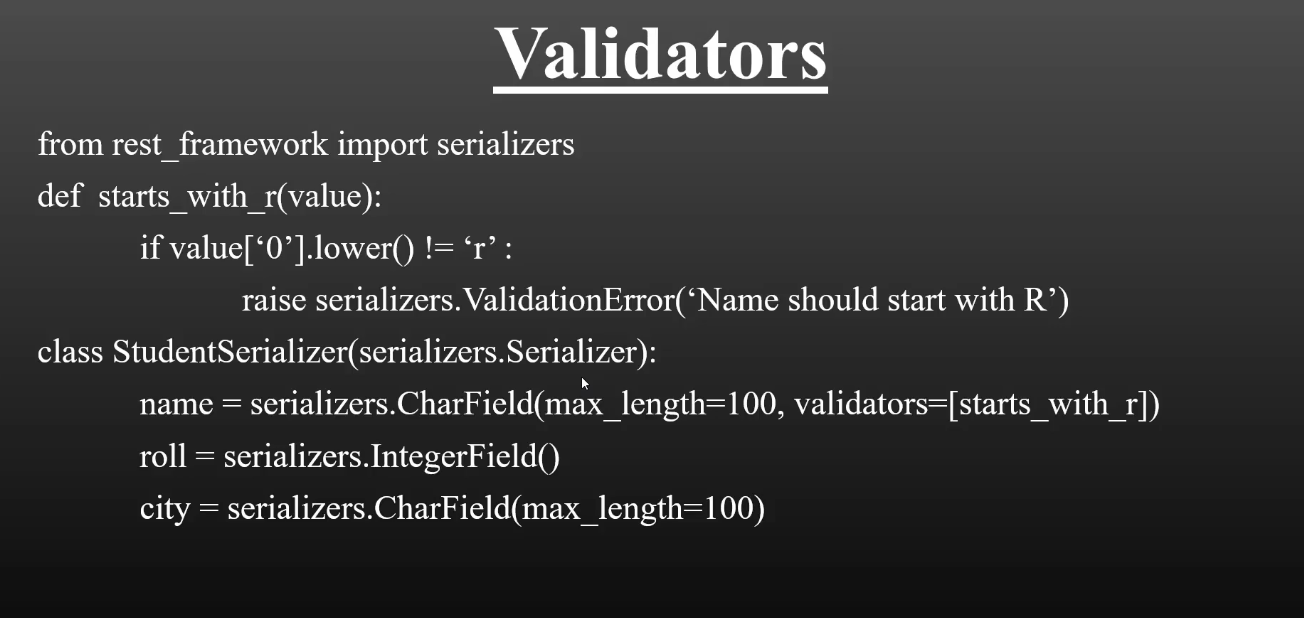 Validators
from rest_framework import serializers
def starts_with_r(value):
if value[‘0’].lower() != ‘r’ :
raise serializers.ValidationError(‘Name should start with R’)
class StudentSerializer(serializers.Serializer):
name = serializers.CharField(max_length=100, validators=[starts_with_r])
roll = serializers.IntegerField()
city = serializers.CharField(max_length=100)